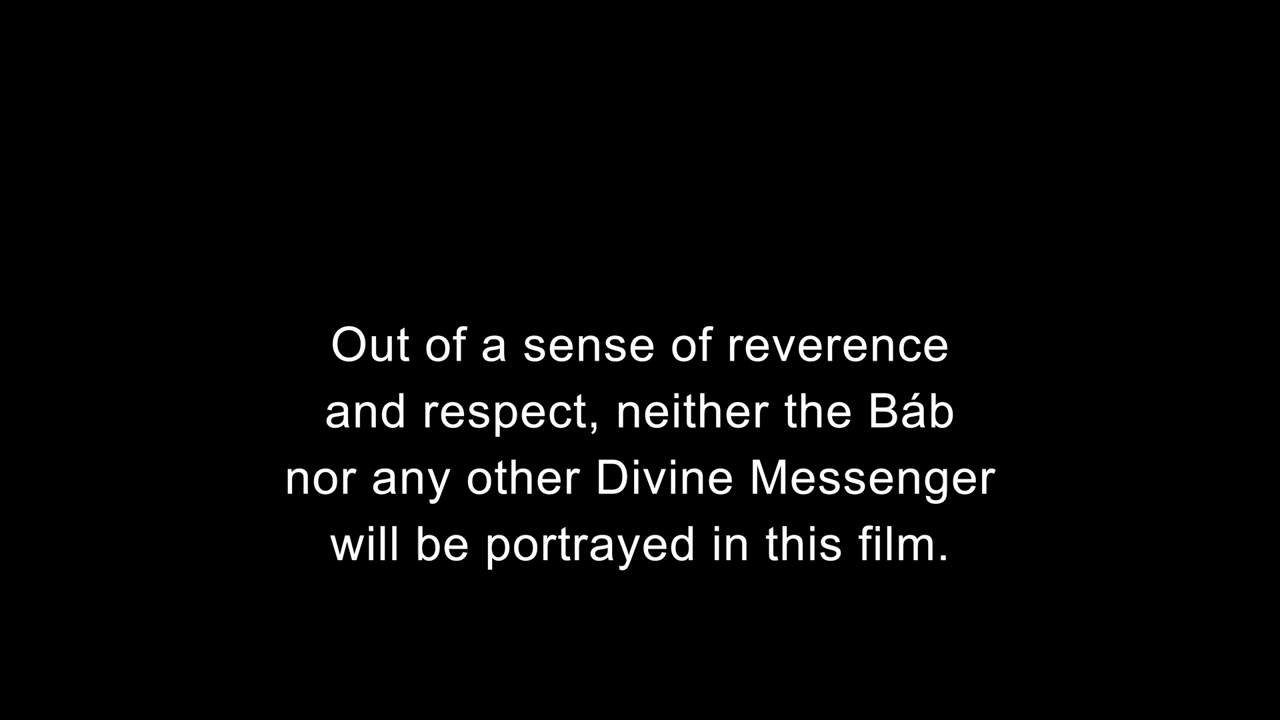 Out of a sense of reverence
and respect, neither the Báb
nor any other Divine Messenger
will be portrayed in this film.